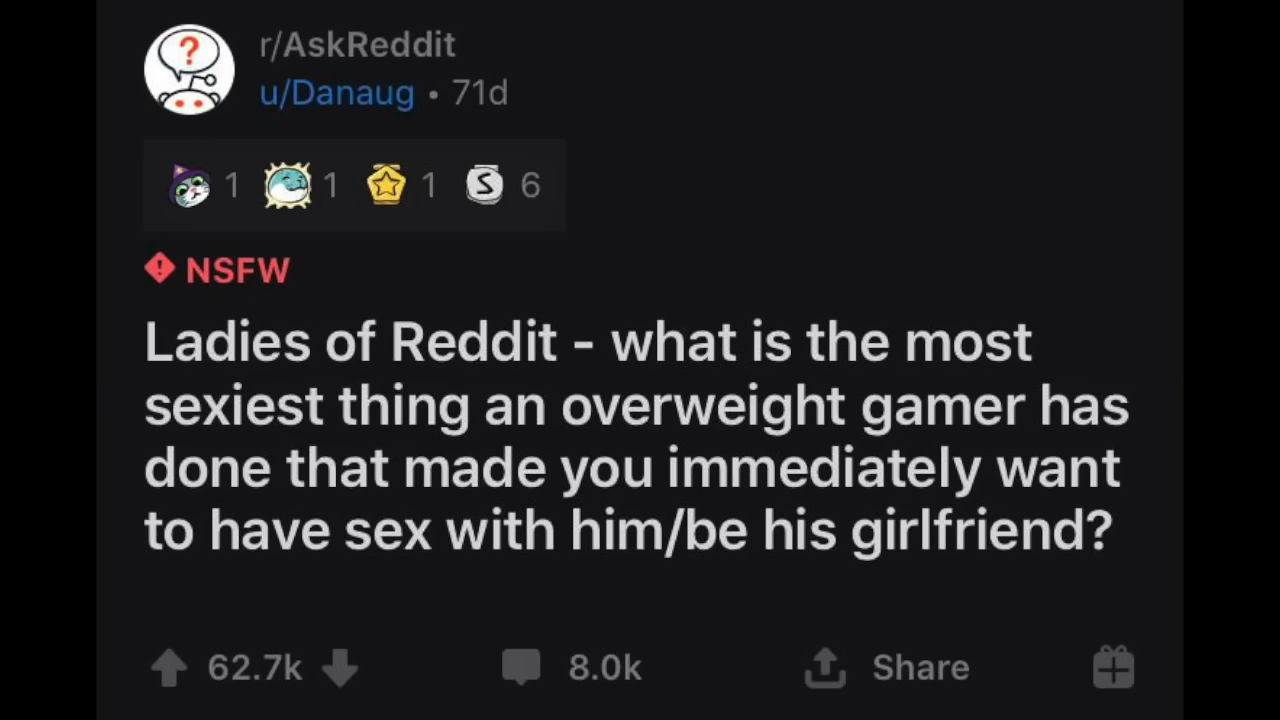 r/AskReddit
u/Danaug • 71d
1 1 1 S 6
NSFW
Ladies of Reddit - what is the most
sexiest thing an overweight gamer has
done that made you immediately want
to have sex with him/be his girlfriend?
62.7k 8.0k Share